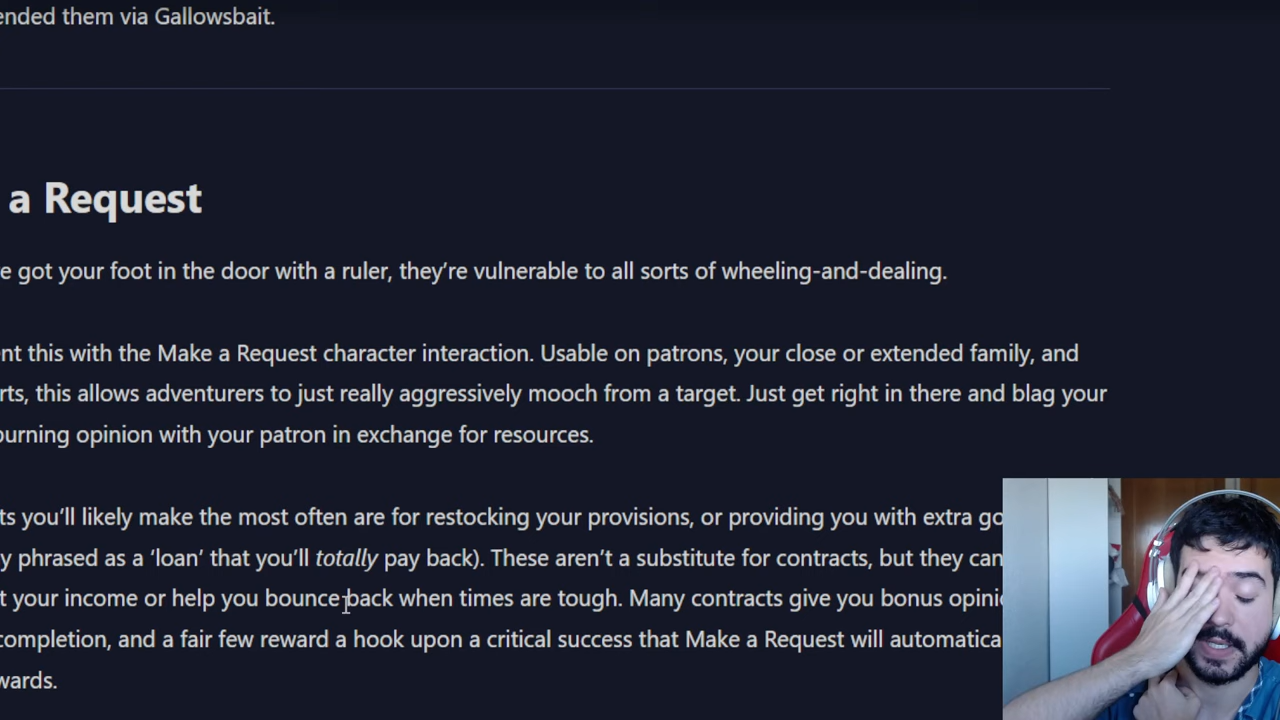 ended them via Gallowsbait.
a Request
e got your foot in the door with a ruler, they’re vulnerable to all sorts of wheeling-and-dealing.
nt this with the Make a Request character interaction. Usable on patrons, your close or extended family, and
rts, this allows adventurers to just really aggressively mooch from a target. Just get right in there and blag your
burning opinion with your patron in exchange for resources.
ts you’ll likely make the most often are for restocking your provisions, or providing you with extra go
y phrased as a ‘loan’ that you’ll totally pay back). These aren’t a substitute for contracts, but they can
t your income or help you bounce back when times are tough. Many contracts give you bonus opini
completion, and a fair few reward a hook upon a critical success that Make a Request will automatica
wards.